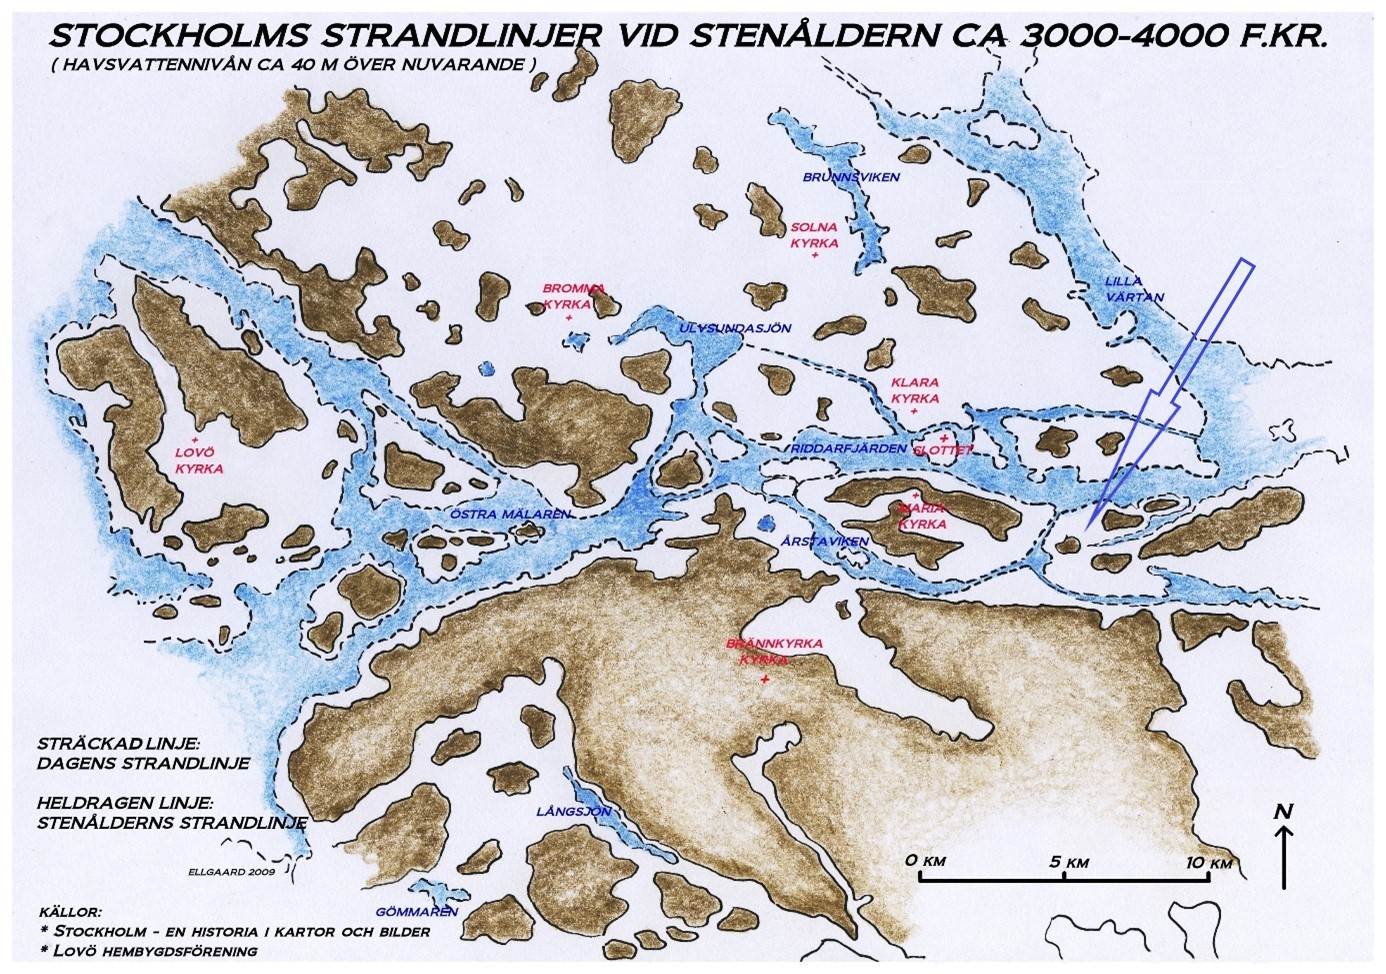 STOCKHOLMS STRANDLINJER VID STENÅLDERN CA 3000-4000 F.KR.
( HAVSVATTENNIVÅN CA 40 M ÖVER NUVARANDE )
BRUNNSVIKEN
SOLNA
KYRKA
LILLA
VÄRTAN
BROMMA
KYRKA
ULVSUNDASJÖN
KLARA
KYRKA
LOVÖ
KYRKA
RIDDARFJÄRDEN
SLOTTET
ÖSTRA MÄLAREN
MARIA
KYRKA
ÅRSTAVIKEN
BRÄNNKYRKA
KYRKA
STRÄCKAD LINJE:
DAGENS STRANDLINJE
HELDRAGEN LINJE:
STENÅLDERNS STRANDLINJE
LÅNGSJÖN
N
0 KM
5 KM
10 KM
ELLGAARD 2009
GÖMMAREN
KÄLLOR:
* STOCKHOLM - EN HISTORIA I KARTOR OCH BILDER
* LOVÖ HEMBYGDSFÖRENING